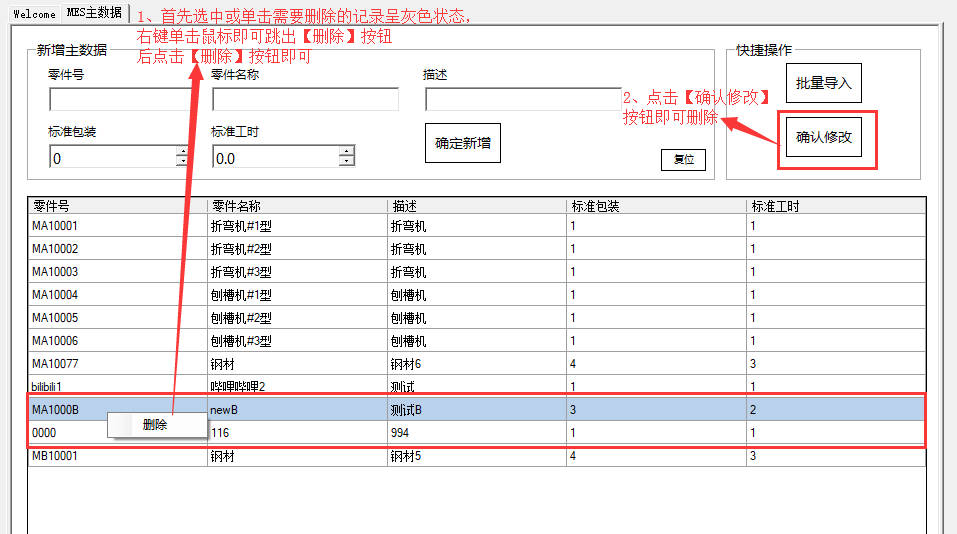 Welcome MES主数据
1、首先选中或单击需要删除的记录呈灰色状态,
右键单击鼠标即可跳出【删除】按钮
后点击【删除】按钮即可
新增主数据
快捷操作
零件号 零件名称 描述
批量导入
2、点击【确认修改】
按钮即可删除
标准包装 标准工时
确定新增
确认修改
0 0.0
复位
零件号 零件名称 描述 标准包装 标准工时
MA10001 折弯机#1型 折弯机 1 1
MA10002 折弯机#2型 折弯机 1 1
MA10003 折弯机#3型 折弯机 1 1
MA10004 刨槽机#1型 刨槽机 1 1
MA10005 刨槽机#2型 刨槽机 1 1
MA10006 刨槽机#3型 刨槽机 1 1
MA10077 钢材 钢材6 4 3
bilibili1 哔哩哔哩2 测试 1 1
MA1000B newB 测试B 3 2
删除
0000 116 994 1 1
MB10001 钢材 钢材5 4 3